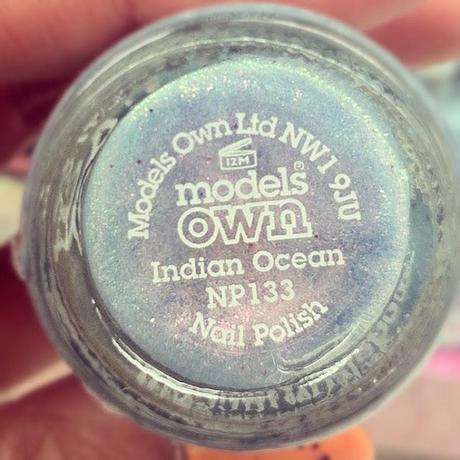 Models Own Ltd NW1 9JU
12M
models®
OWN
Indian Ocean
NP133
Nail Polish